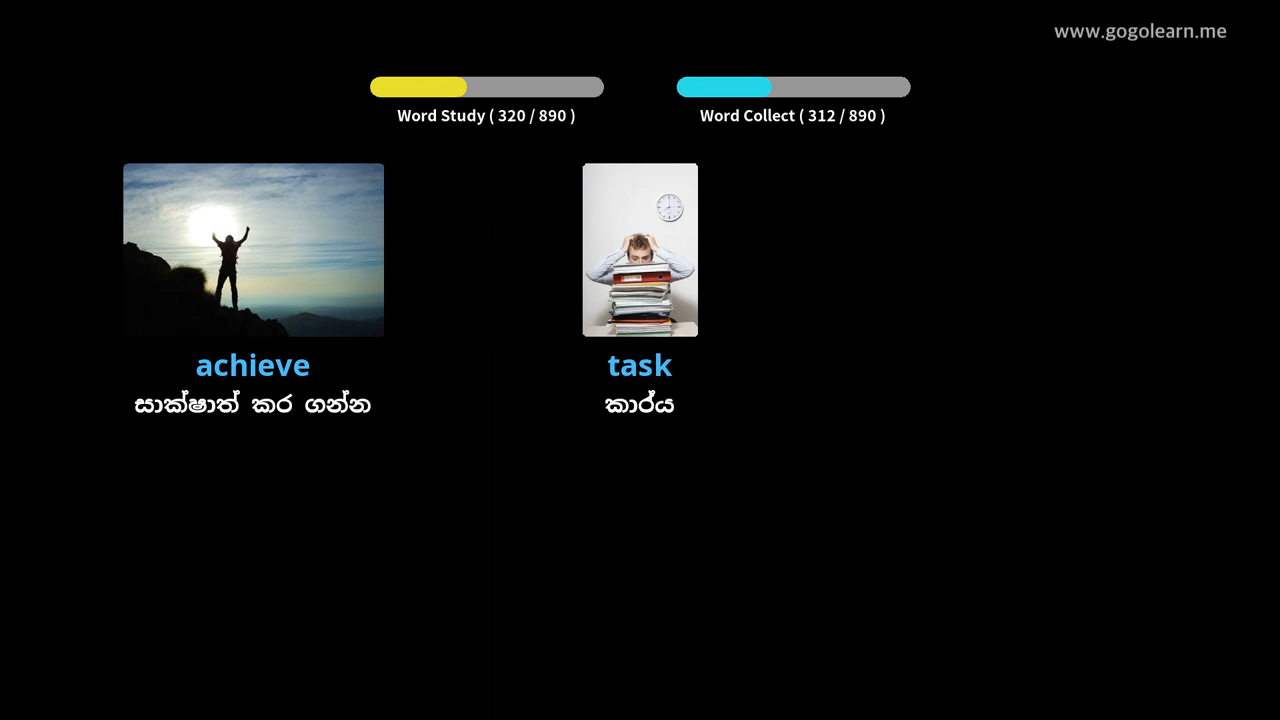 www.gogolearn.me
Word Study ( 320 / 890 )
Word Collect ( 312 / 890 )
achieve
සාක්ෂාත් කර ගන්න
task
කාර්ය